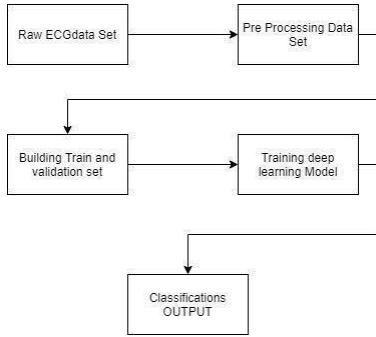 Raw ECGdata Set
Pre Processing Data
Set
Building Train and
validation set
Training deep
learning Model
Classifications
OUTPUT